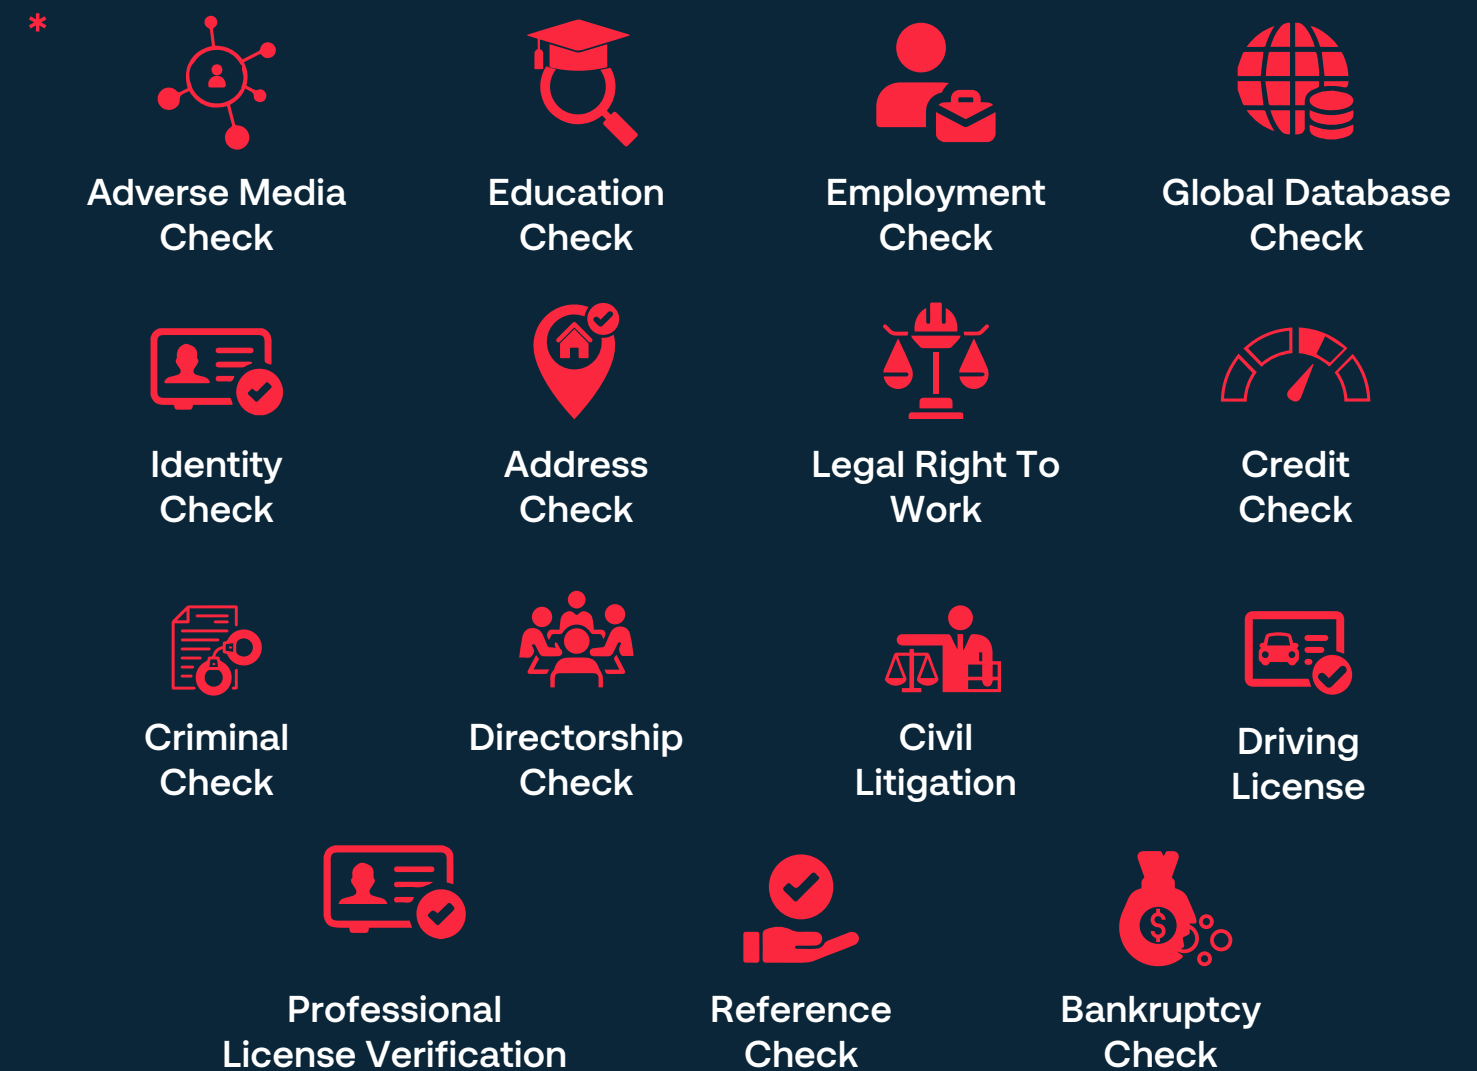 *
Adverse Media
Check
Education
Check
Employment
Check
Global Database
Check
Identity
Check
Address
Check
Legal Right To
Work
Credit
Check
Criminal
Check
Directorship
Check
Civil
Litigation
Driving
License
$
Professional
License Verification
Reference
Check
Bankruptcy
Check